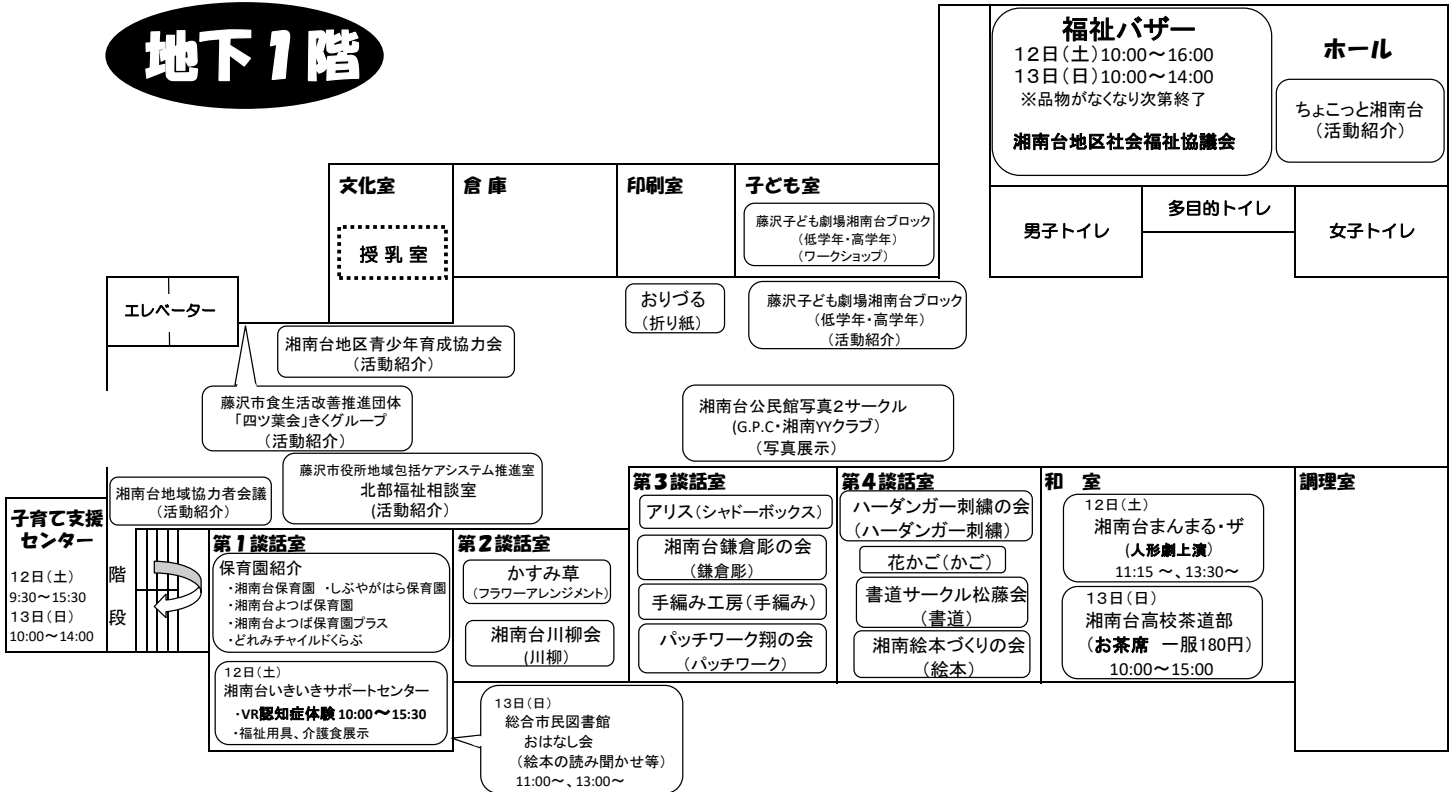 地下1階
福祉バザー
12日(土)10:00～16:00
13日(日)10:00～14:00
※品物がなくなり次第終了
湘南台地区社会福祉協議会
ホール
ちょこっと湘南台
(活動紹介)
男子トイレ
多目的トイレ
女子トイレ
文化室
授乳室
倉庫
印刷室
子ども室
藤沢子ども劇場湘南台ブロック
(低学年・高学年)
(ワークショップ)
エレベーター
おりづる
(折り紙)
藤沢子ども劇場湘南台ブロック
(低学年・高学年)
(活動紹介)
湘南台地区青少年育成協力会
(活動紹介)
藤沢市食生活改善推進団体
「四ツ葉会」きくグループ
(活動紹介)
湘南台公民館写真2サークル
(G.P.C・湘南YYクラブ)
(写真展示)
藤沢市役所地域包括ケアシステム推進室
北部福祉相談室
(活動紹介)
湘南台地域協力者会議
(活動紹介)
子育て支援
センター
12日(土)
9:30～15:30
13日(日)
10:00～14:00
階
段
第1談話室
保育園紹介
・湘南台保育園 ・しぶやがはら保育園
・湘南台よつば保育園
・湘南台よつば保育園プラス
・どれみチャイルドくらぶ
12日(土)
湘南台いきいきサポートセンター
・VR認知症体験 10:00～15:30
・福祉用具、介護食展示
13日(日)
総合市民図書館
おはなし会
(絵本の読み聞かせ等)
11:00～、13:00～
第2談話室
かすみ草
(フラワーアレンジメント)
湘南台川柳会
(川柳)
第3談話室
アリス(シャドーボックス)
湘南台鎌倉彫の会
(鎌倉彫)
手編み工房(手編み)
パッチワーク翔の会
(パッチワーク)
第4談話室
ハーダンガー刺繍の会
(ハーダンガー刺繍)
花かご(かご)
書道サークル松藤会
(書道)
湘南絵本づくりの会
(絵本)
和 室
12日(土)
湘南台まんまる・ザ
(人形劇上演)
11:15 ～、13:30～
13日(日)
湘南台高校茶道部
(お茶席 一服180円)
10:00～15:00
調理室